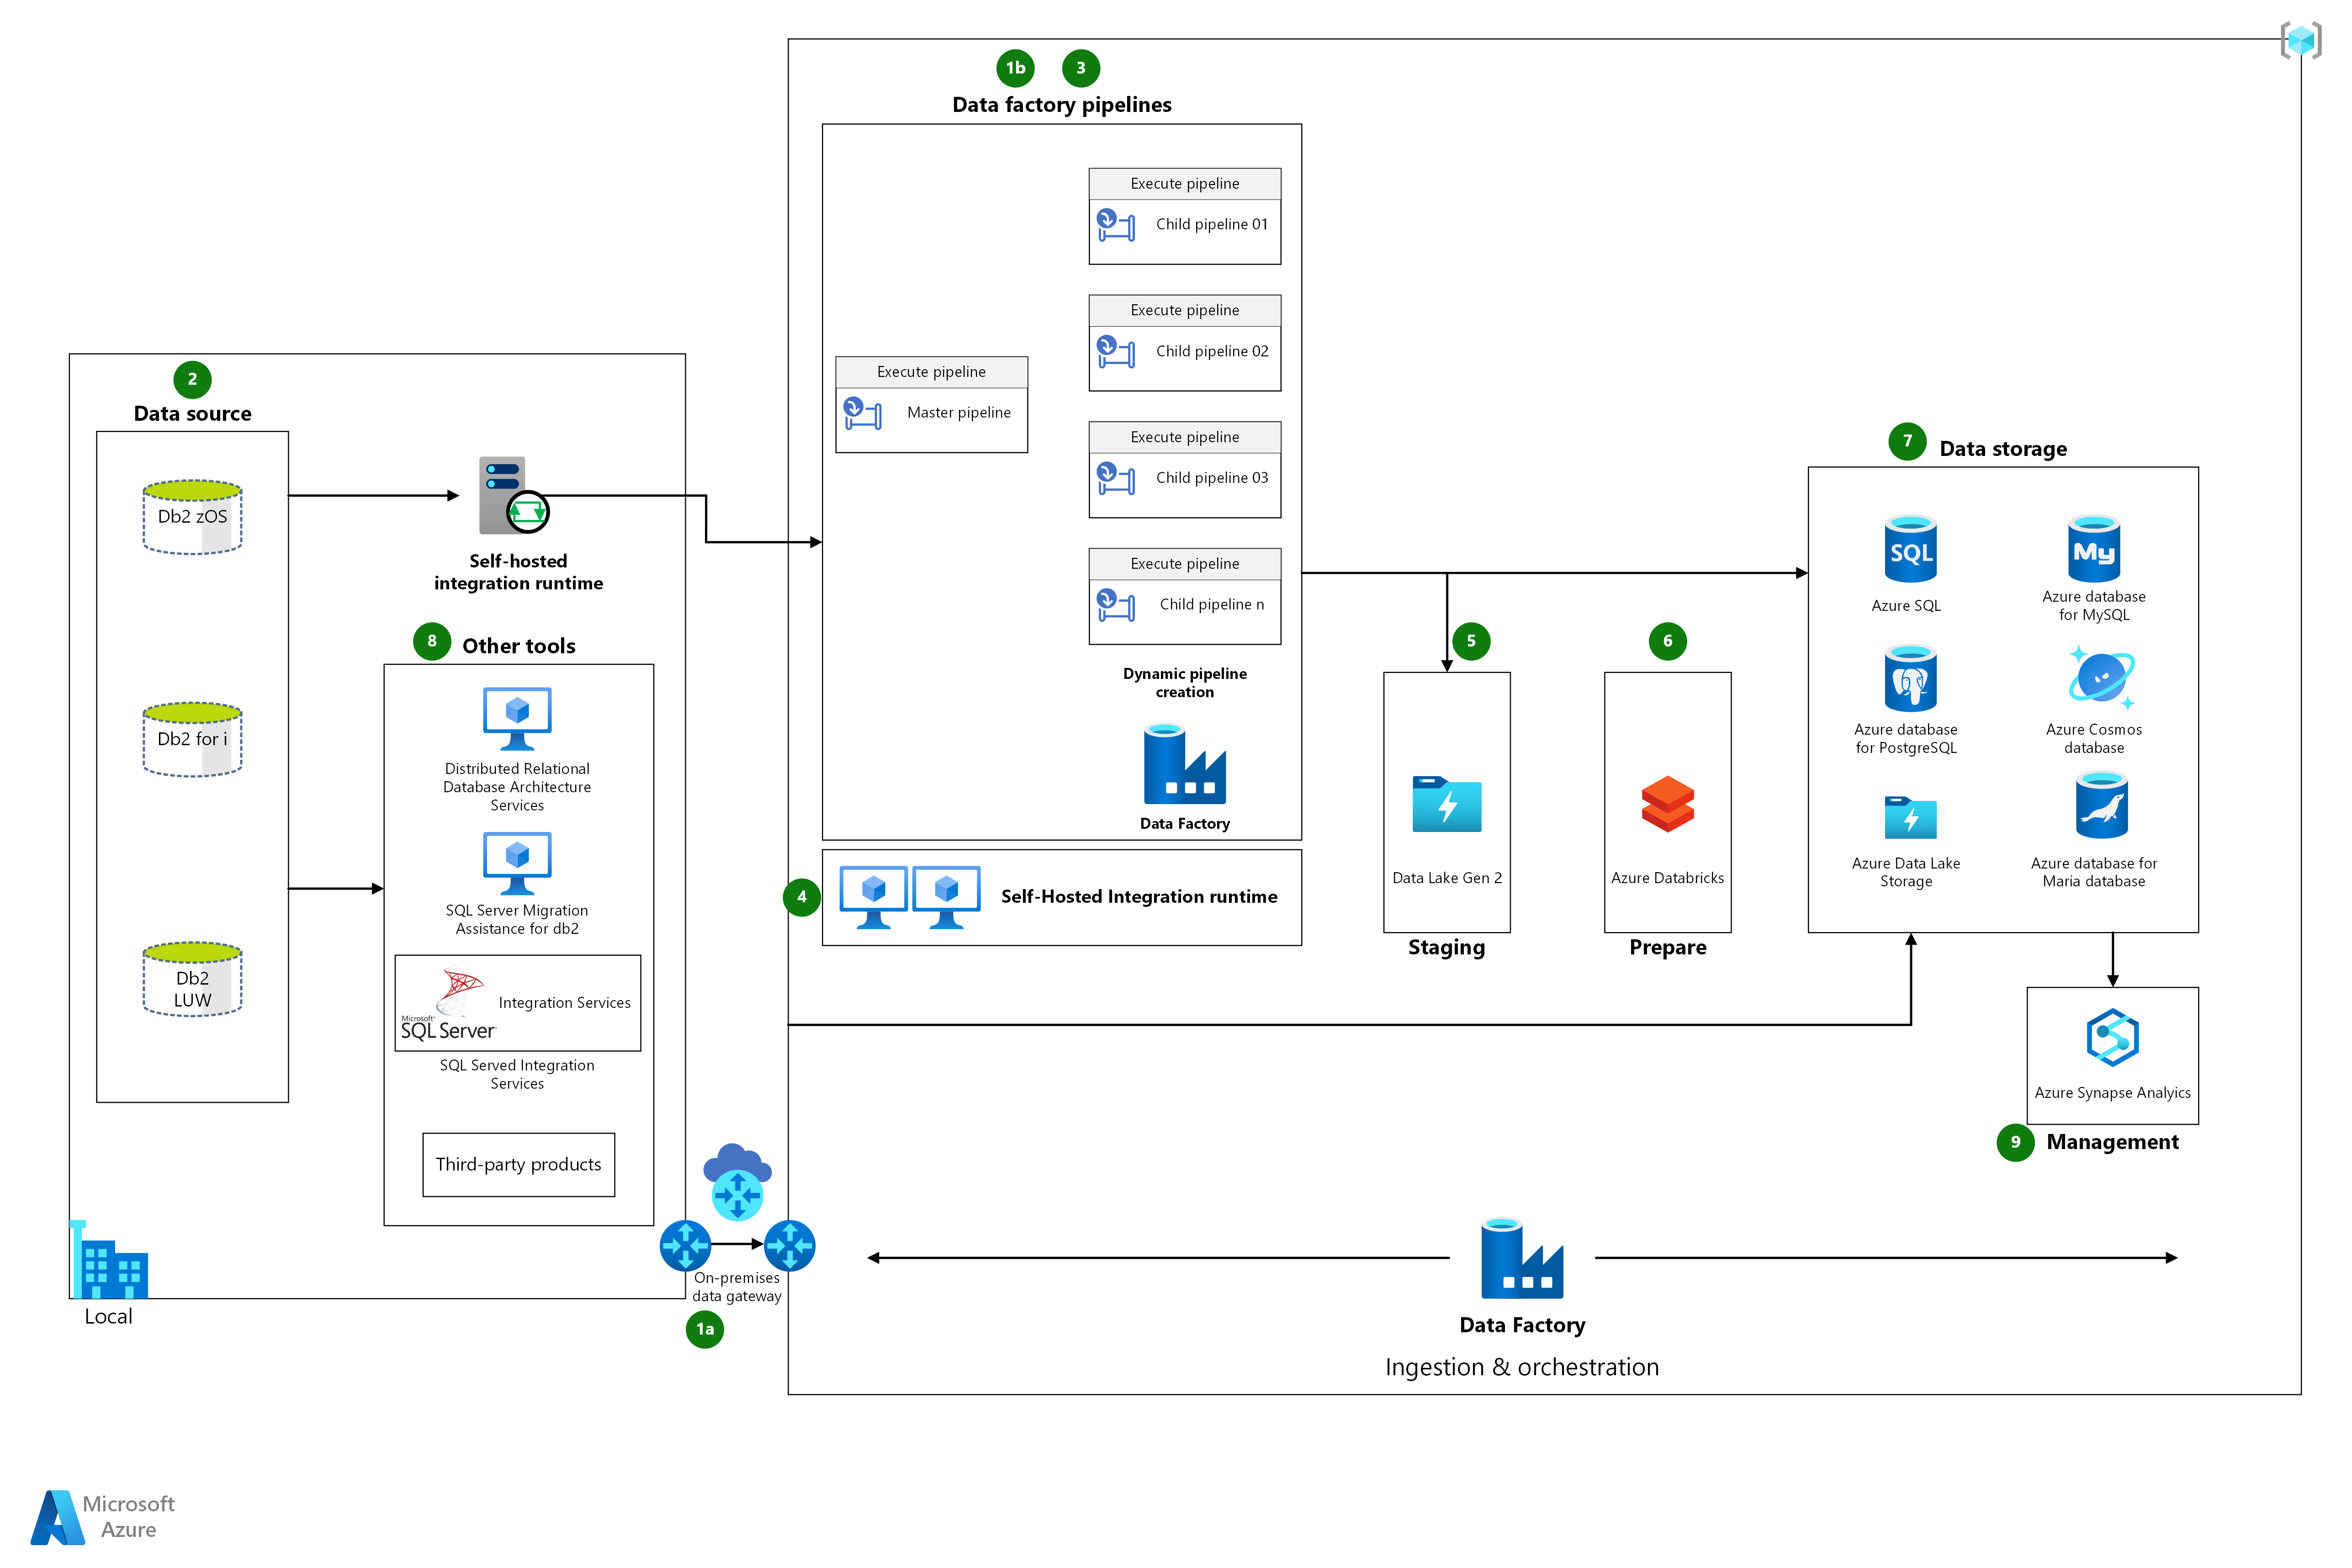 1b
3
Data factory pipelines
Execute pipeline
Child pipeline 01
Execute pipeline
Child pipeline 02
Execute pipeline
Master pipeline
Execute pipeline
Child pipeline 03
Execute pipeline
Child pipeline n
Dynamic pipeline
creation
Data Factory
2
Data source
Db2 zOS
Db2 for i
Db2
LUW
Self-hosted
integration runtime
8
Other tools
Distributed Relational
Database Architecture
Services
SQL Server Migration
Assistance for db2
Microsoft®
SQL Server
Integration Services
SQL Served Integration
Services
Third-party products
Local
On-premises
data gateway
1a
4
Self-Hosted Integration runtime
5
Data Lake Gen 2
Staging
6
Azure Databricks
Prepare
7
Data storage
SQL
Azure SQL
My
Azure database
for MySQL
Azure database
for PostgreSQL
Azure Cosmos
database
Azure Data Lake
Storage
Azure database for
Maria database
Azure Synapse Analyics
9
Management
Data Factory
Ingestion & orchestration
Microsoft
Azure